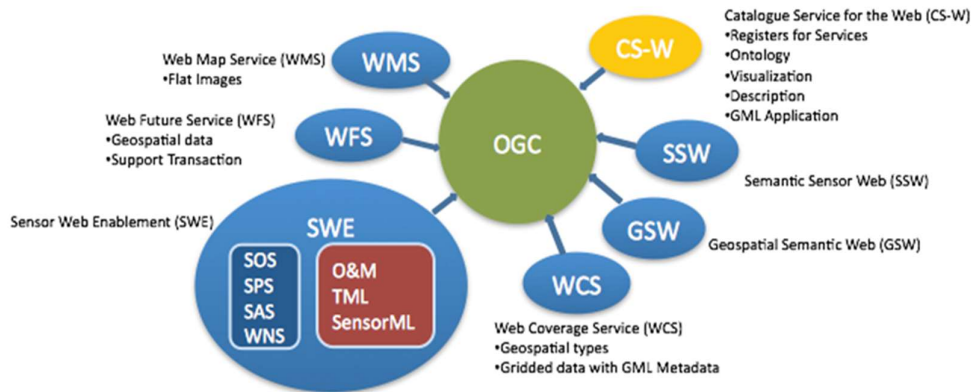 Web Map Service (WMS)
•Flat Images
WMS
Web Future Service (WFS)
•Geospatial data
•Support Transaction
WFS
Sensor Web Enablement (SWE)
SWE
SOS
SPS
SAS
WNS
O&M
TML
SensorML
OGC
CS-W
Catalogue Service for the Web (CS-W)
•Registers for Services
•Ontology
•Visualization
•Description
•GML Application
SSW
Semantic Sensor Web (SSW)
GSW
Geospatial Semantic Web (GSW)
WCS
Web Coverage Service (WCS)
•Geospatial types
•Gridded data with GML Metadata